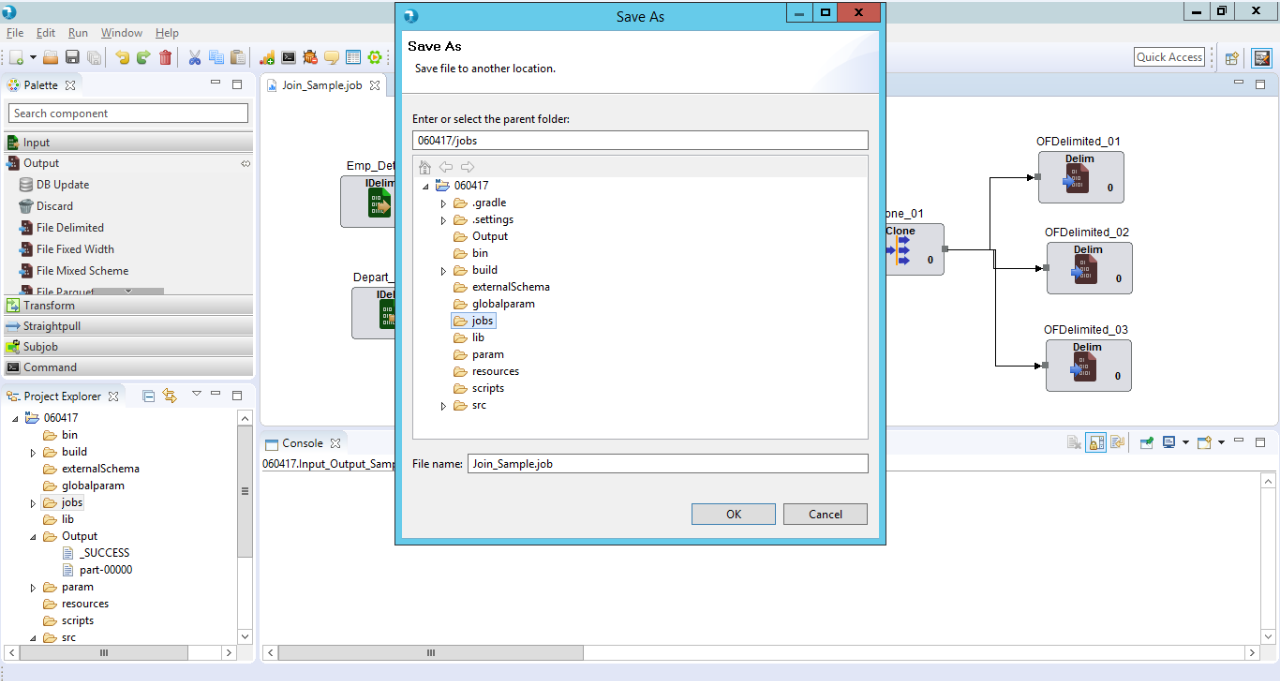 Save As
File Edit Run Window Help
Quick Access
Palette
Search component
Input
Output
DB Update
Discard
File Delimited
File Fixed Width
File Mixed Scheme
File Parquet
Transform
Straightpull
Subjob
Command
Project Explorer
060417
bin
build
externalSchema
globalparam
jobs
lib
Output
_SUCCESS
part-00000
param
resources
scripts
src
Join_Sample.job
Emp_De
IDelim
Depart_
IDel
one_01
Clone
0
OFDelimited_01
Delim
0
OFDelimited_02
Delim
0
OFDelimited_03
Delim
0
Console
060417.Input_Output_Samp
Save As
Save file to another location.
Enter or select the parent folder:
060417/jobs
060417
.gradle
.settings
Output
bin
build
externalSchema
globalparam
jobs
lib
param
resources
scripts
src
File name: Join_Sample.job
OK Cancel